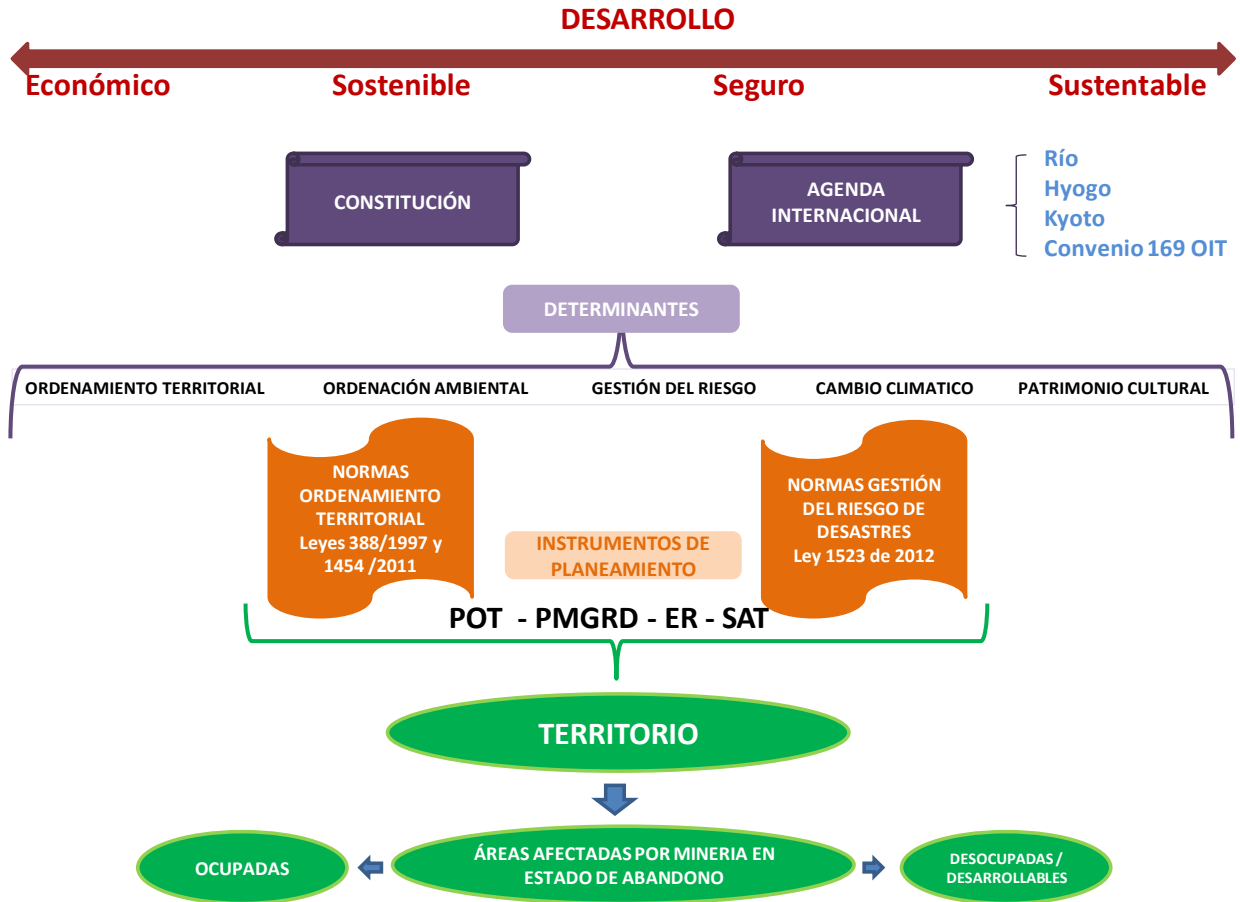 DESARROLLO
Económico
Sostenible
Seguro
Sustentable
CONSTITUCIÓN
AGENDA
INTERNACIONAL
Río
Hyogo
Kyoto
Convenio 169 OIT
DETERMINANTES
ORDENAMIENTO TERRITORIAL
ORDENACIÓN AMBIENTAL
GESTIÓN DEL RIESGO
CAMBIO CLIMATICO
PATRIMONIO CULTURAL
NORMAS
ORDENAMIENTO
TERRITORIAL
Leyes 388/1997 y
1454 /2011
INSTRUMENTOS DE
PLANEAMIENTO
NORMAS GESTIÓN
DEL RIESGO DE
DESASTRES
Ley 1523 de 2012
POT - PMGRD - ER - SAT
TERRITORIO
OCUPADAS
ÁREAS AFECTADAS POR MINERIA EN
ESTADO DE ABANDONO
DESOCUPADAS /
DESARROLLABLES